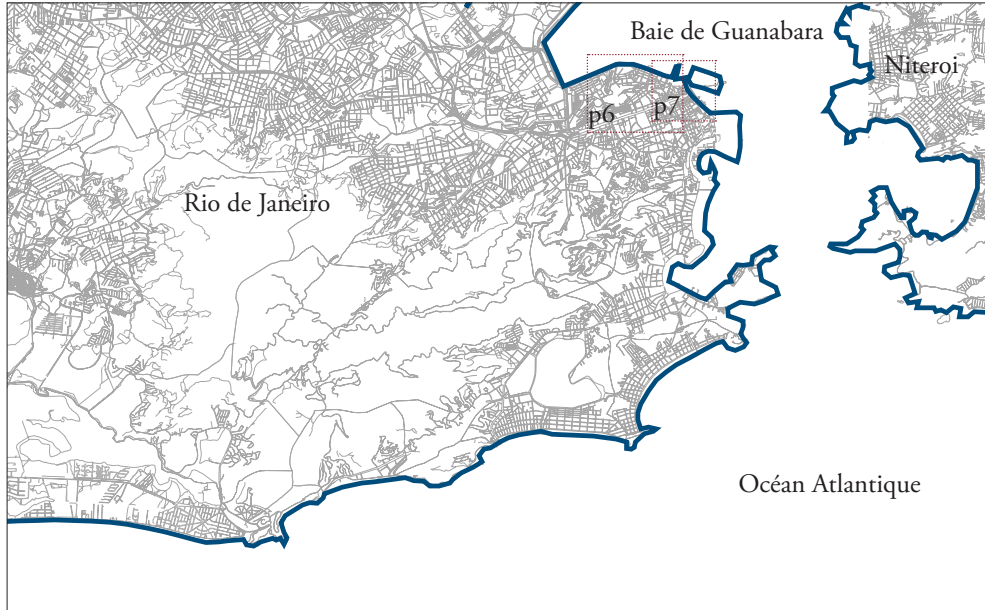 Baie de Guanabara
Niteroi
p6
p7
Rio de Janeiro
Océan Atlantique